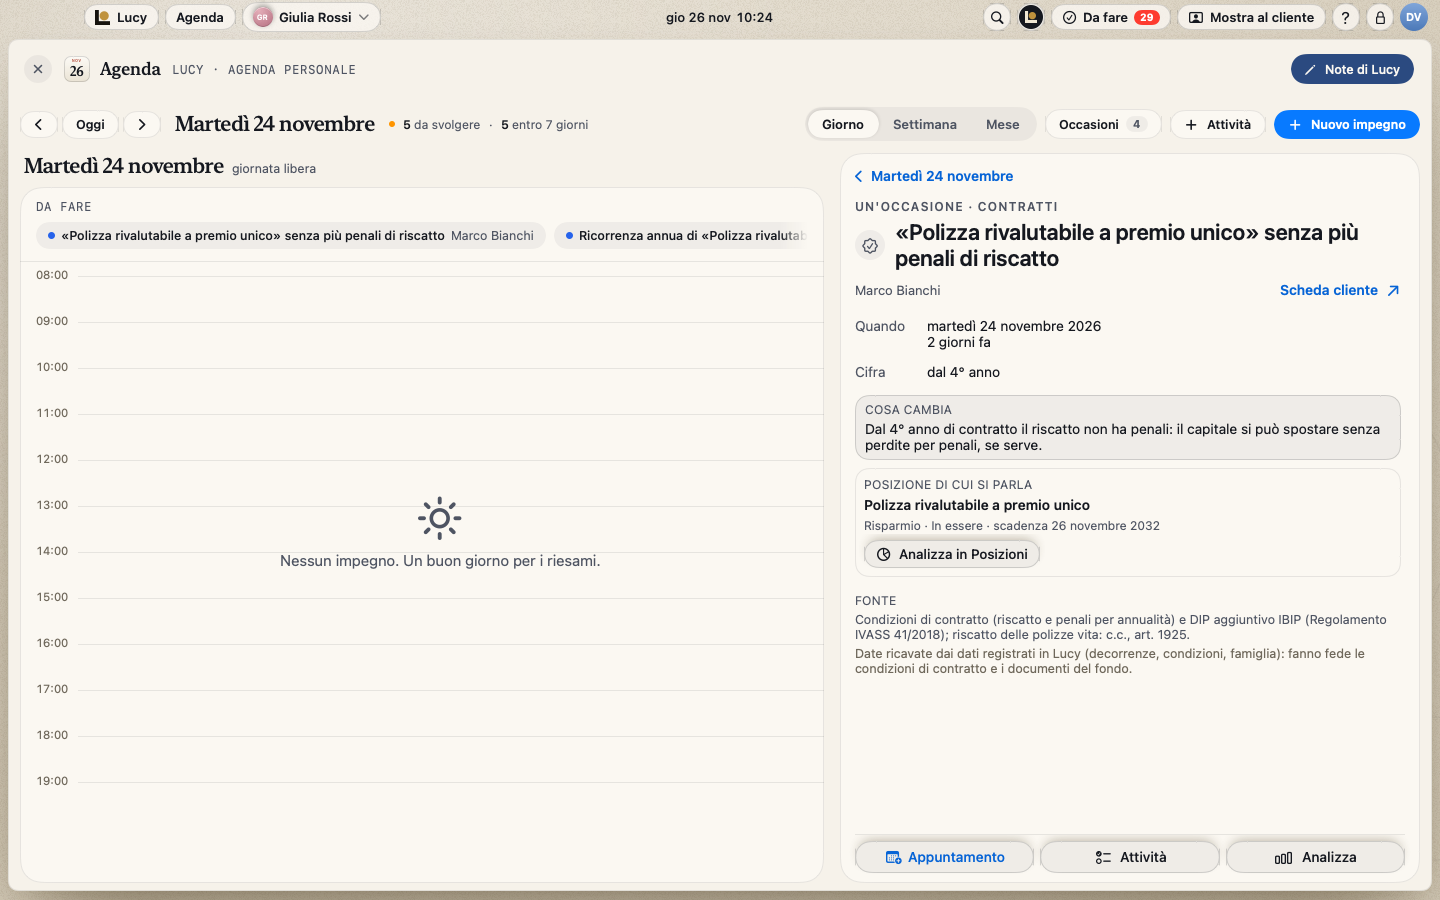 Lucy
Agenda
GR
Giulia Rossi
gio 26 nov 10:24
Da fare 29
Mostra al cliente
?
DV
NOV
26
Agenda
LUCY · AGENDA PERSONALE
Note di Lucy
Oggi
Martedì 24 novembre
5 da svolgere · 5 entro 7 giorni
Giorno
Settimana
Mese
Occasioni 4
Attività
Nuovo impegno
Martedì 24 novembre giornata libera
DA FARE
«Polizza rivalutabile a premio unico» senza più penali di riscatto Marco Bianchi
Ricorrenza annua di «Polizza rivalutab
08:00
09:00
10:00
11:00
12:00
13:00
14:00
Nessun impegno. Un buon giorno per i riesami.
15:00
16:00
17:00
18:00
19:00
Martedì 24 novembre
UN'OCCASIONE · CONTRATTI
«Polizza rivalutabile a premio unico» senza più
penali di riscatto
Marco Bianchi
Scheda cliente
Quando martedì 24 novembre 2026
2 giorni fa
Cifra dal 4° anno
COSA CAMBIA
Dal 4° anno di contratto il riscatto non ha penali: il capitale si può spostare senza
perdite per penali, se serve.
POSIZIONE DI CUI SI PARLA
Polizza rivalutabile a premio unico
Risparmio · In essere · scadenza 26 novembre 2032
Analizza in Posizioni
FONTE
Condizioni di contratto (riscatto e penali per annualità) e DIP aggiuntivo IBIP (Regolamento
IVASS 41/2018); riscatto delle polizze vita: c.c., art. 1925.
Date ricavate dai dati registrati in Lucy (decorrenze, condizioni, famiglia): fanno fede le
condizioni di contratto e i documenti del fondo.
Appuntamento
Attività
Analizza